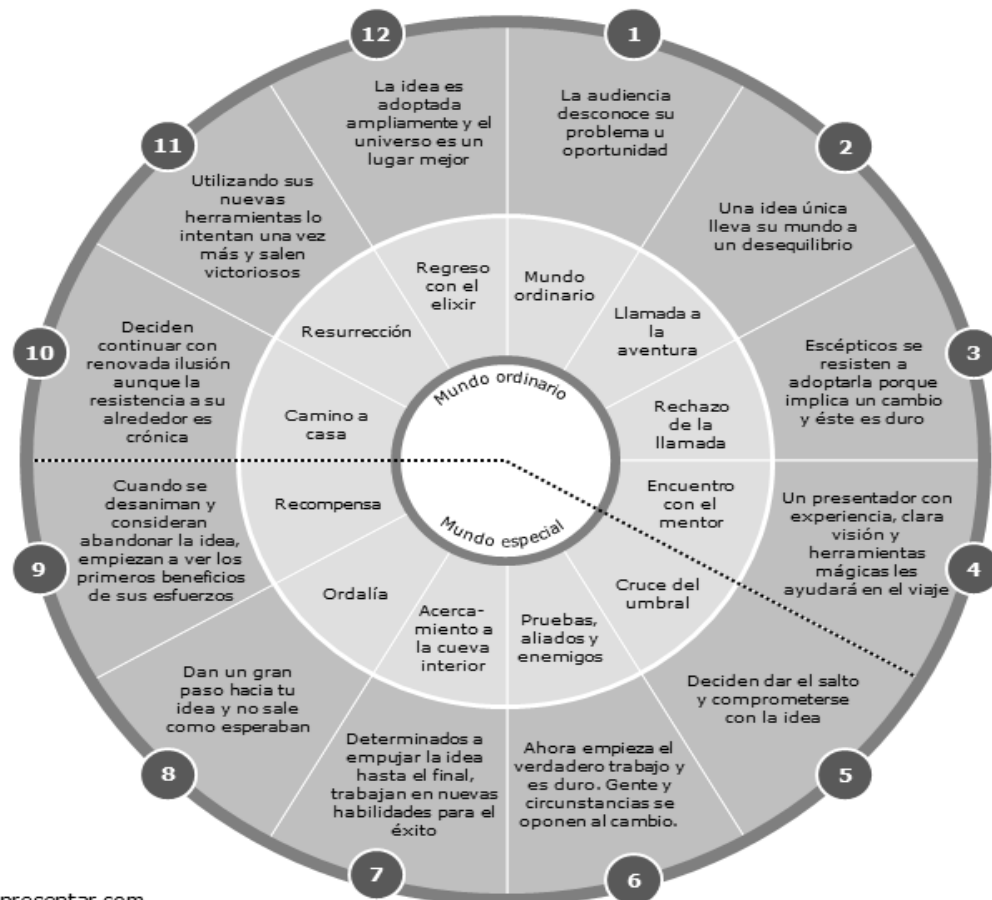 12
La idea es
adoptada
ampliamente y el
universo es un
lugar mejor
1
La audiencia
desconoce su
problema u
oportunidad
2
Una idea única
lleva su mundo a
un desequilibrio
3
Escépticos se
resisten a
adoptarla porque
implica un cambio
y éste es duro
4
Un presentador con
experiencia, clara
visión y
herramientas
mágicas les
ayudará en el viaje
5
Deciden dar el salto
y comprometerse
con la idea
6
Ahora empieza el
verdadero trabajo y
es duro. Gente y
circunstancias se
oponen al cambio.
7
Determinados a
empujar la idea
hasta el final,
trabajan en nuevas
habilidades para el
éxito
8
Dan un gran
paso hacia tu
idea y no sale
como esperaban
9
Cuando se
desaniman y
consideran
abandonar la idea,
empiezan a ver los
primeros beneficios
de sus esfuerzos
10
Deciden
continuar con
renovada ilusión
aunque la
resistencia a su
alrededor es
crónica
11
Utilizando sus
nuevas
herramientas lo
intentan una vez
más y salen
victoriosos
Regreso
con el
elixir
Mundo
ordinario
Llamada a
la
aventura
Rechazo
de la
llamada
Encuentro
con el
mentor
Cruce del
umbral
Pruebas,
aliados y
enemigos
Acerca-
miento a
la cueva
interior
Ordalía
Recompensa
Camino a
casa
Resurrección
Mundo ordinario
Mundo especial